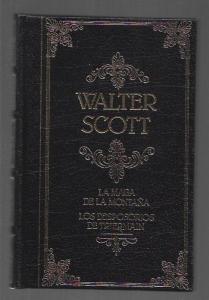 WALTER
SCOTT
LA MAGA
DE LA MONTAÑA
LOS DESPOSORIOS
DE TRIERMAIN